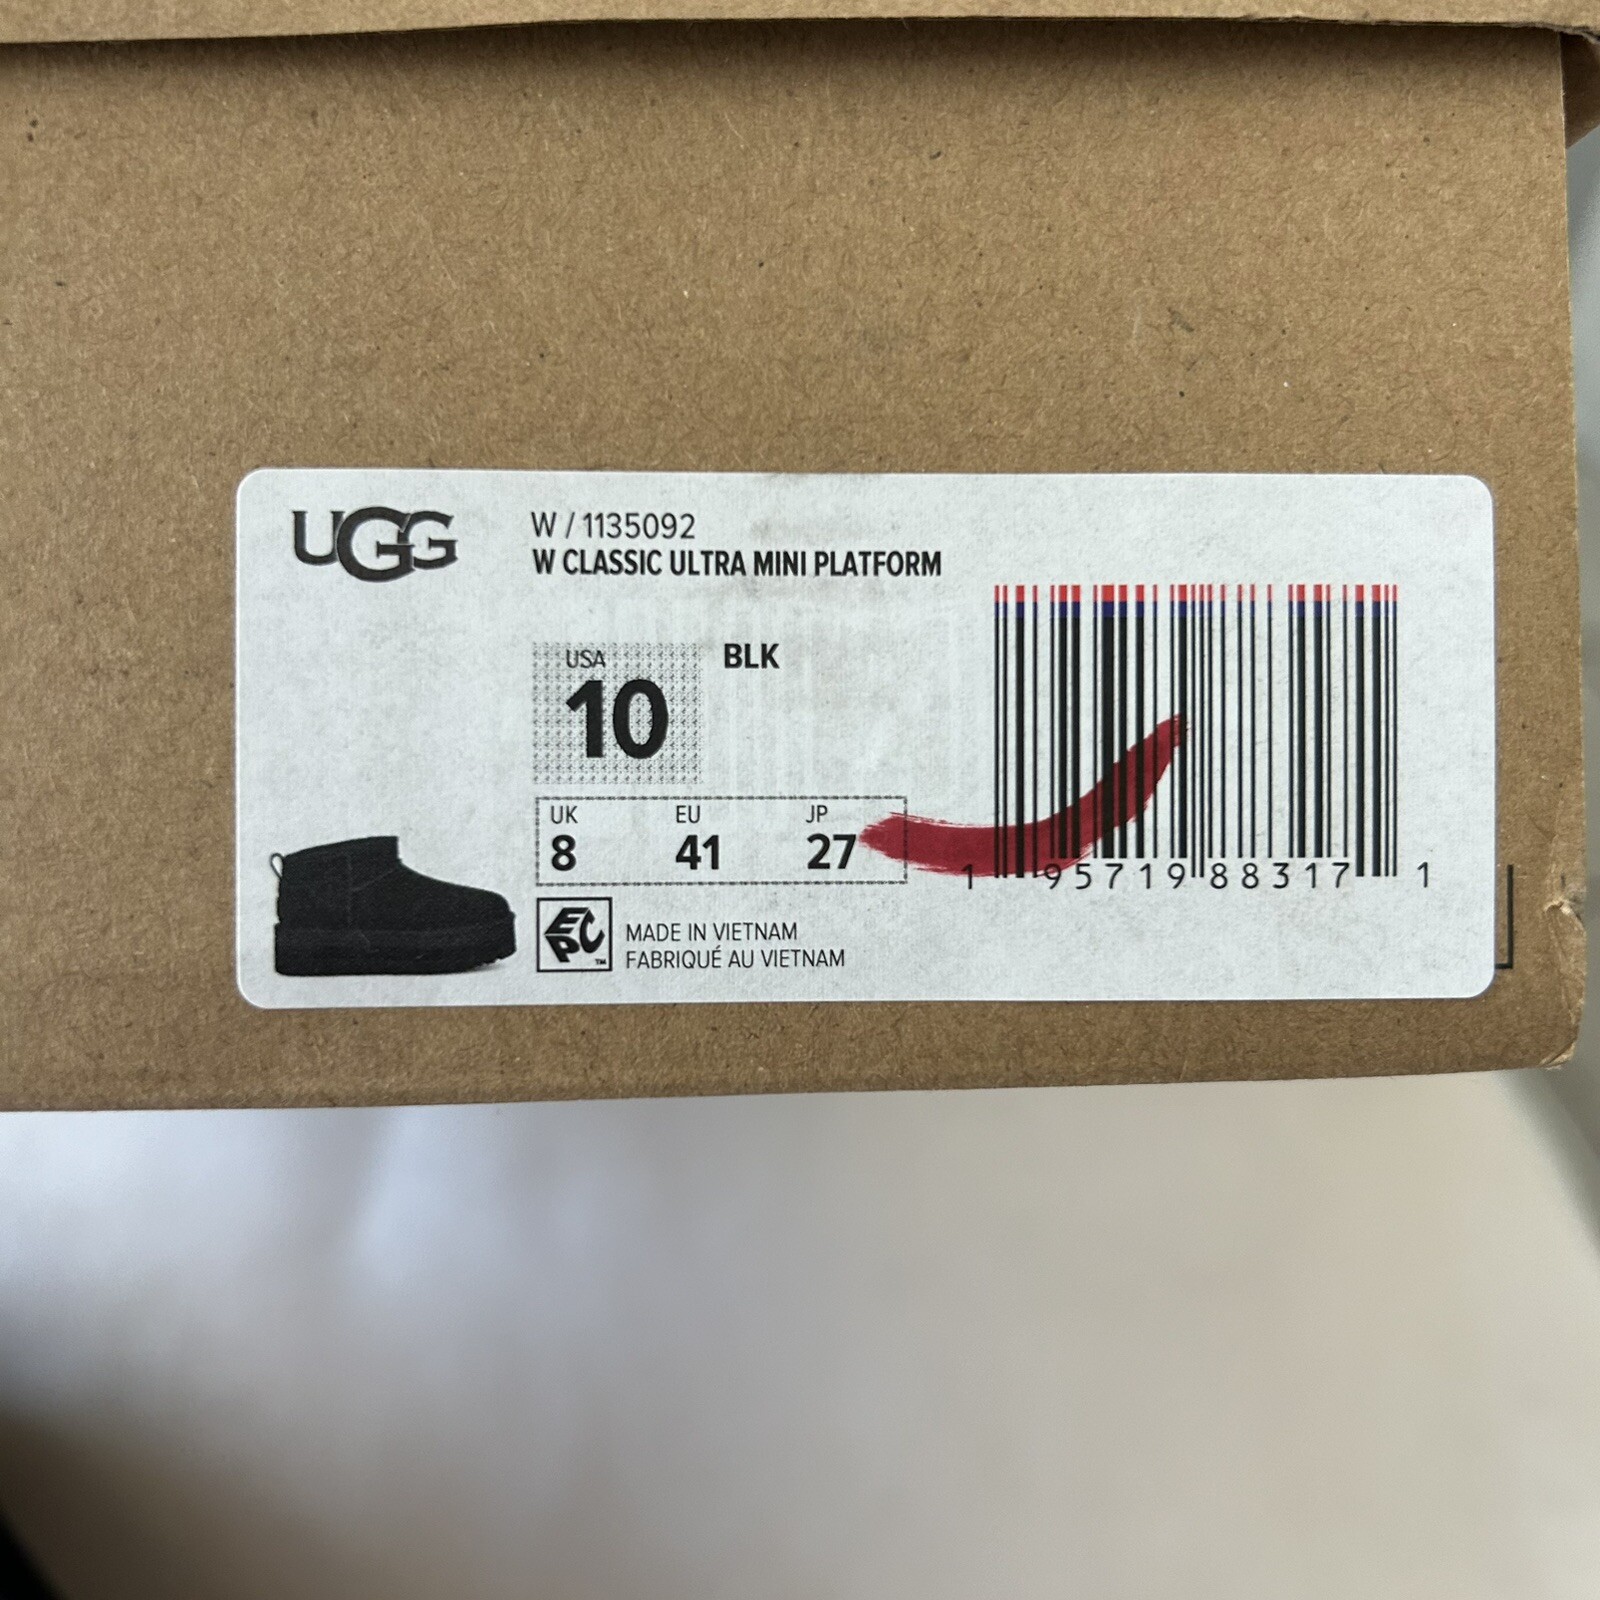 UGG
W / 1135092
W CLASSIC ULTRA MINI PLATFORM
USA
10
BLK
UK EU JP
8 41 27
1 95719 88317 1
EPC™
MADE IN VIETNAM
FABRIQUÉ AU VIETNAM